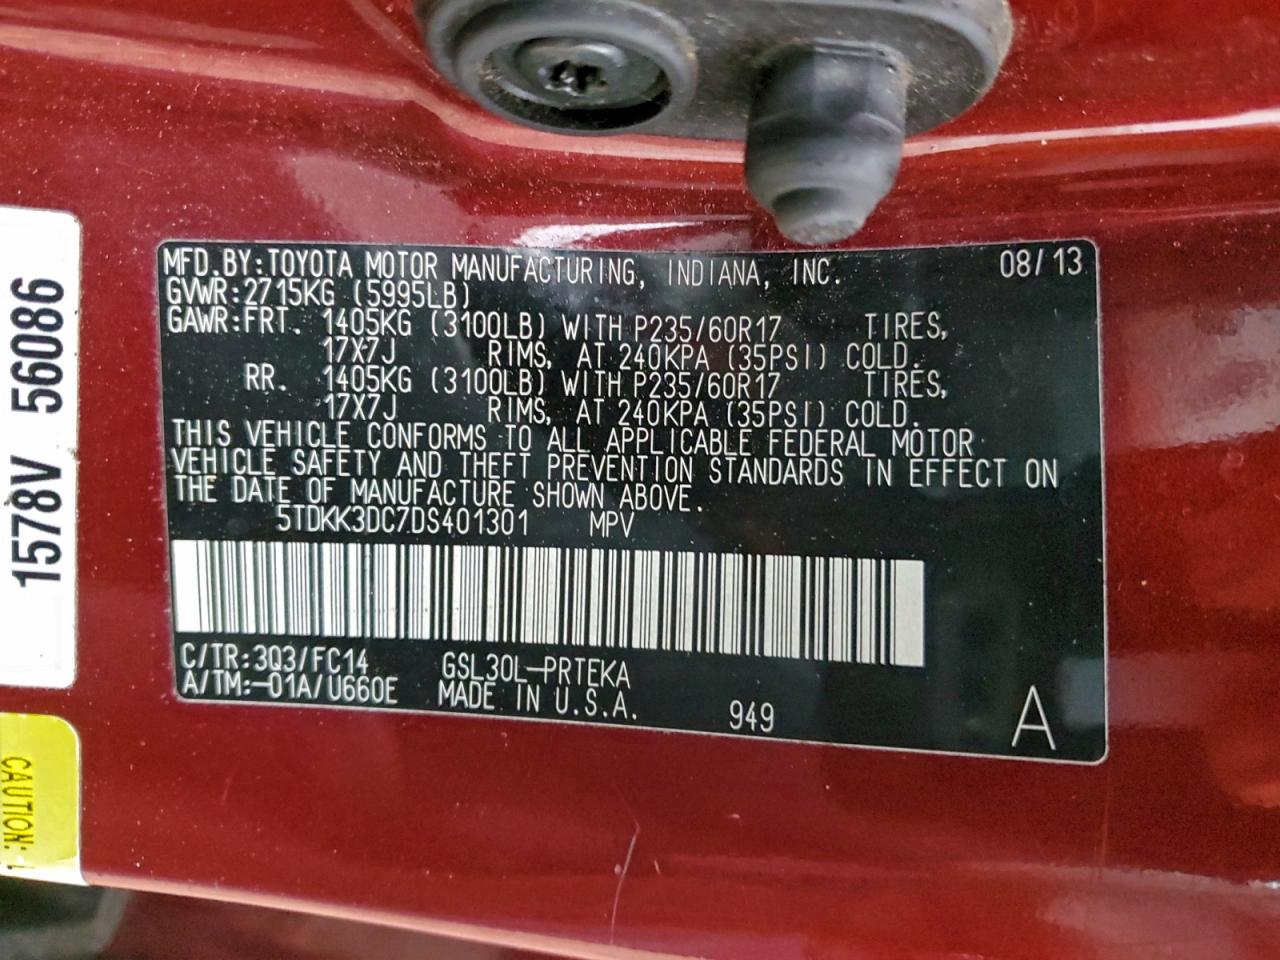 MFD.BY:TOYOTA MOTOR MANUFACTURING, INDIANA, INC. 08/13
GVWR:2715KG (5995LB)
GAWR:FRT. 1405KG (3100LB) WITH P235/60R17 TIRES,
17X7J RIMS, AT 240KPA (35PSI) COLD.
RR. 1405KG (3100LB) WITH P235/60R17 TIRES,
17X7J RIMS, AT 240KPA (35PSI) COLD.
THIS VEHICLE CONFORMS TO ALL APPLICABLE FEDERAL MOTOR
VEHICLE SAFETY AND THEFT PREVENTION STANDARDS IN EFFECT ON
THE DATE OF MANUFACTURE SHOWN ABOVE.
5TDKK3DC7DS401301 MPV
C/TR:3Q3/FC14 GSL30L-PRTEKA
A/TM:-01A/U660E MADE IN U.S.A. 949 A
1578V 56086
CAUTION: